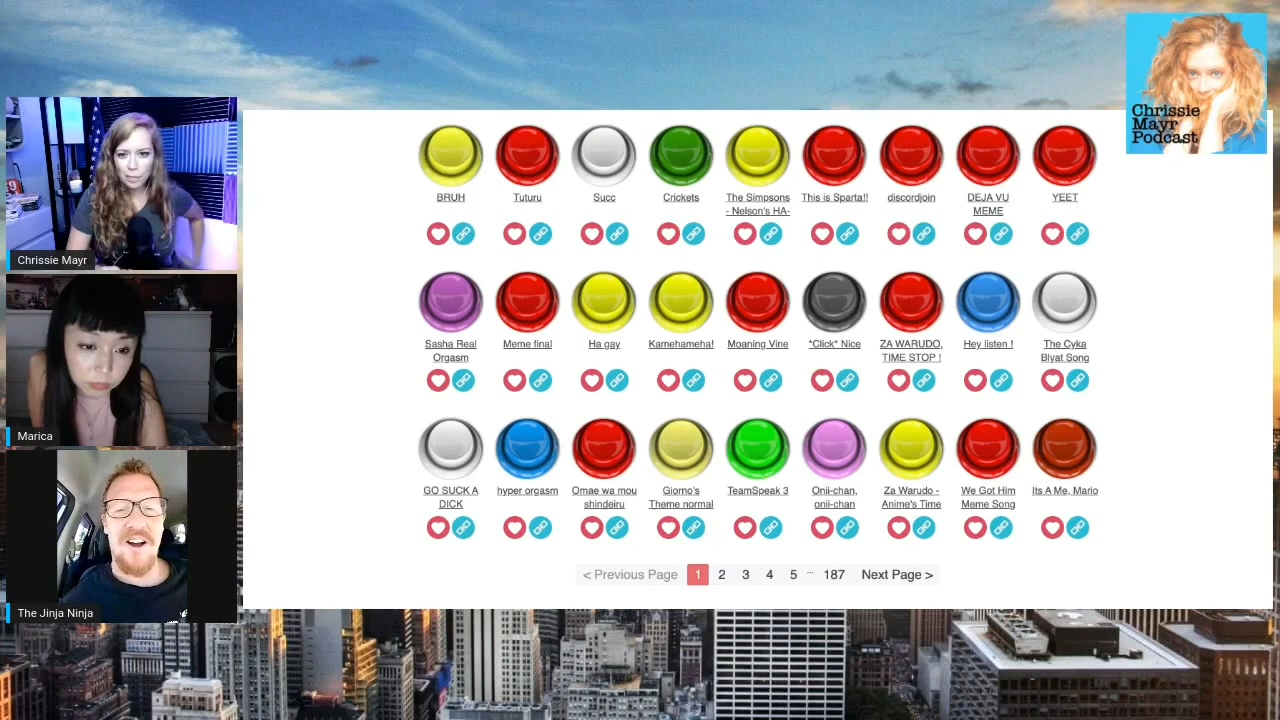 Chrissie
Mayr
Podcast
BRUH
Tuturu
Succ
Crickets
The Simpsons
- Nelson's HA-
This is Sparta!!
discordjoin
DEJA VU
MEME
YEET
Chrissie Mayr
Sasha Real
Orgasm
Meme final
Ha gay
Kamehameha!
Moaning Vine
*Click* Nice
ZA WARUDO,
TIME STOP !
Hey listen !
The Cyka
Blyat Song
Marica
GO SUCK A
DICK
hyper orgasm
Omae wa mou
shindeiru
Giorno's
Theme normal
TeamSpeak 3
Onii-chan,
onii-chan
Za Warudo -
Anime's Time
We Got Him
Meme Song
Its A Me, Mario
< Previous Page 1 2 3 4 5 ... 187 Next Page >
The Jinja Ninja